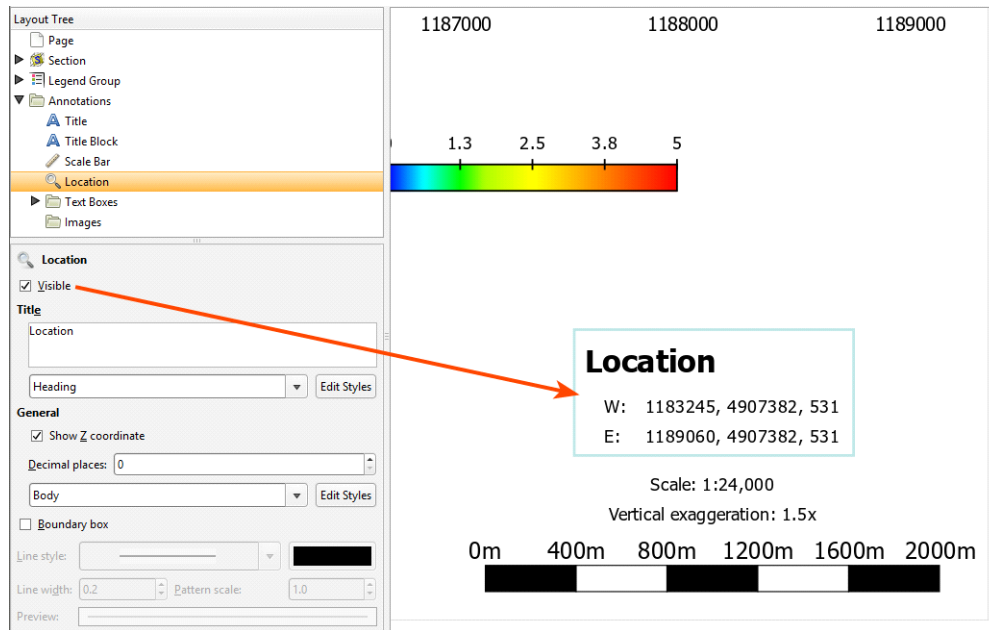 Layout Tree
Page
Section
Legend Group
Annotations
Title
Title Block
Scale Bar
Location
Text Boxes
Images
Location
Visible
Title
Location
Heading
Edit Styles
General
Show Z coordinate
Decimal places: 0
Body
Edit Styles
Boundary box
Line style:
Line width: 0.2 Pattern scale: 1.0
Preview:
1187000 1188000 1189000
1.3 2.5 3.8 5
Location
W: 1183245, 4907382, 531
E: 1189060, 4907382, 531
Scale: 1:24,000
Vertical exaggeration: 1.5x
0m 400m 800m 1200m 1600m 2000m